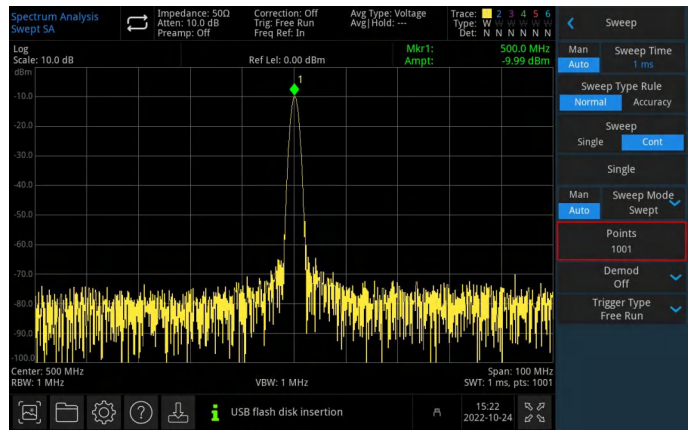 Spectrum Analysis
Swept SA
Impedance: 50Ω
Atten: 10.0 dB
Preamp: Off
Correction: Off
Trig: Free Run
Freq Ref: In
Avg Type: Voltage
Avg|Hold: ---
Trace: 1 2 3 4 5 6
Type: W W W W W W
Det: N N N N N N
Log
Scale: 10.0 dB
Ref Lel: 0.00 dBm
Mkr1: 500.0 MHz
Ampt: -9.99 dBm
dBm
1
-10.0
-20.0
-30.0
-40.0
-50.0
-60.0
-70.0
-80.0
-90.0
-100.0
Center: 500 MHz
Span: 100 MHz
RBW: 1 MHz
VBW: 1 MHz
SWT: 1 ms, pts: 1001
USB flash disk insertion
15:22
2022-10-24
Sweep
Man
Auto
Sweep Time
1 ms
Sweep Type Rule
Normal Accuracy
Sweep
Single Cont
Single
Man
Auto
Sweep Mode
Swept
Points
1001
Demod
Off
Trigger Type
Free Run